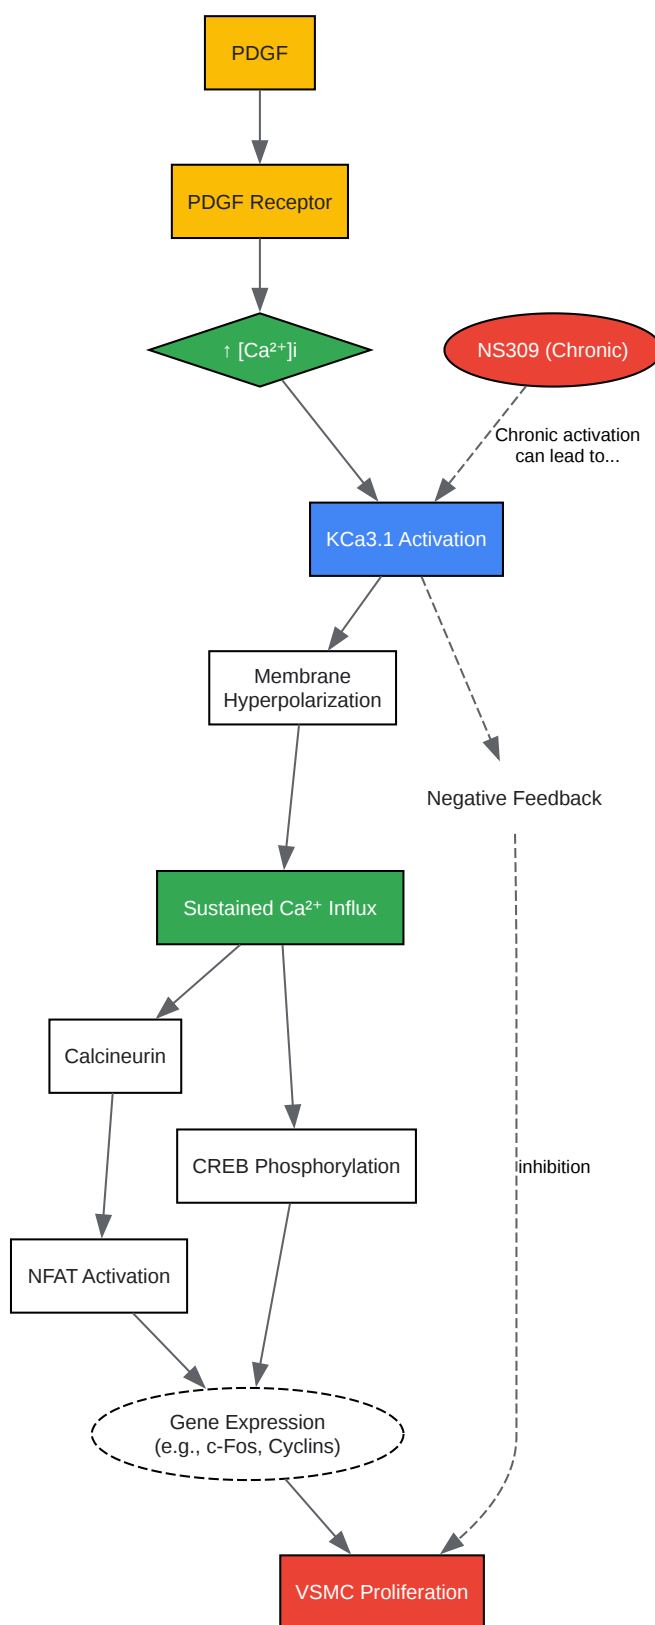 PDGF
PDGF Receptor
↑ [Ca²⁺]i
NS309 (Chronic)
Chronic activation
can lead to...
KCa3.1 Activation
Membrane
Hyperpolarization
Negative Feedback
Sustained Ca²⁺ Influx
Calcineurin
CREB Phosphorylation
inhibition
NFAT Activation
Gene Expression
(e.g., c-Fos, Cyclins)
VSMC Proliferation